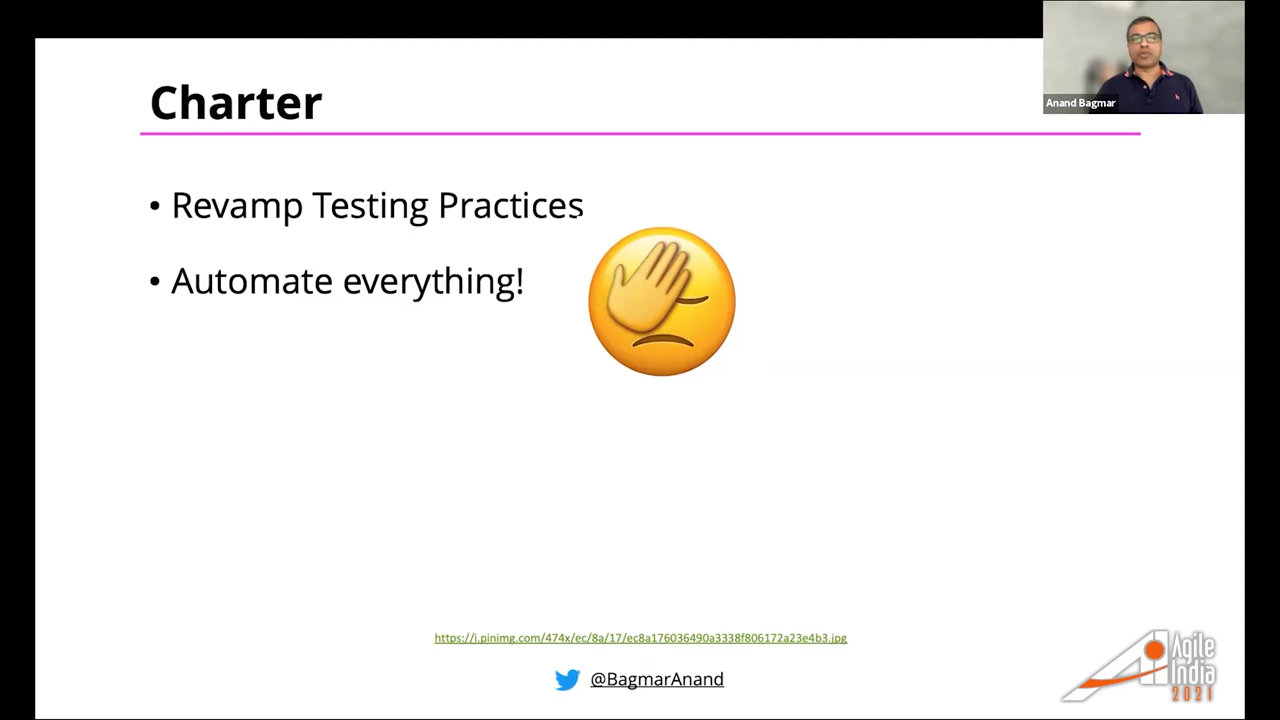 Charter
Anand Bagmar
• Revamp Testing Practices
• Automate everything!
https://i.pinimg.com/474x/ec/8a/17/ec8a176036490a3338f806172a23e4b3.jpg
@BagmarAnand
Agile
India
2021